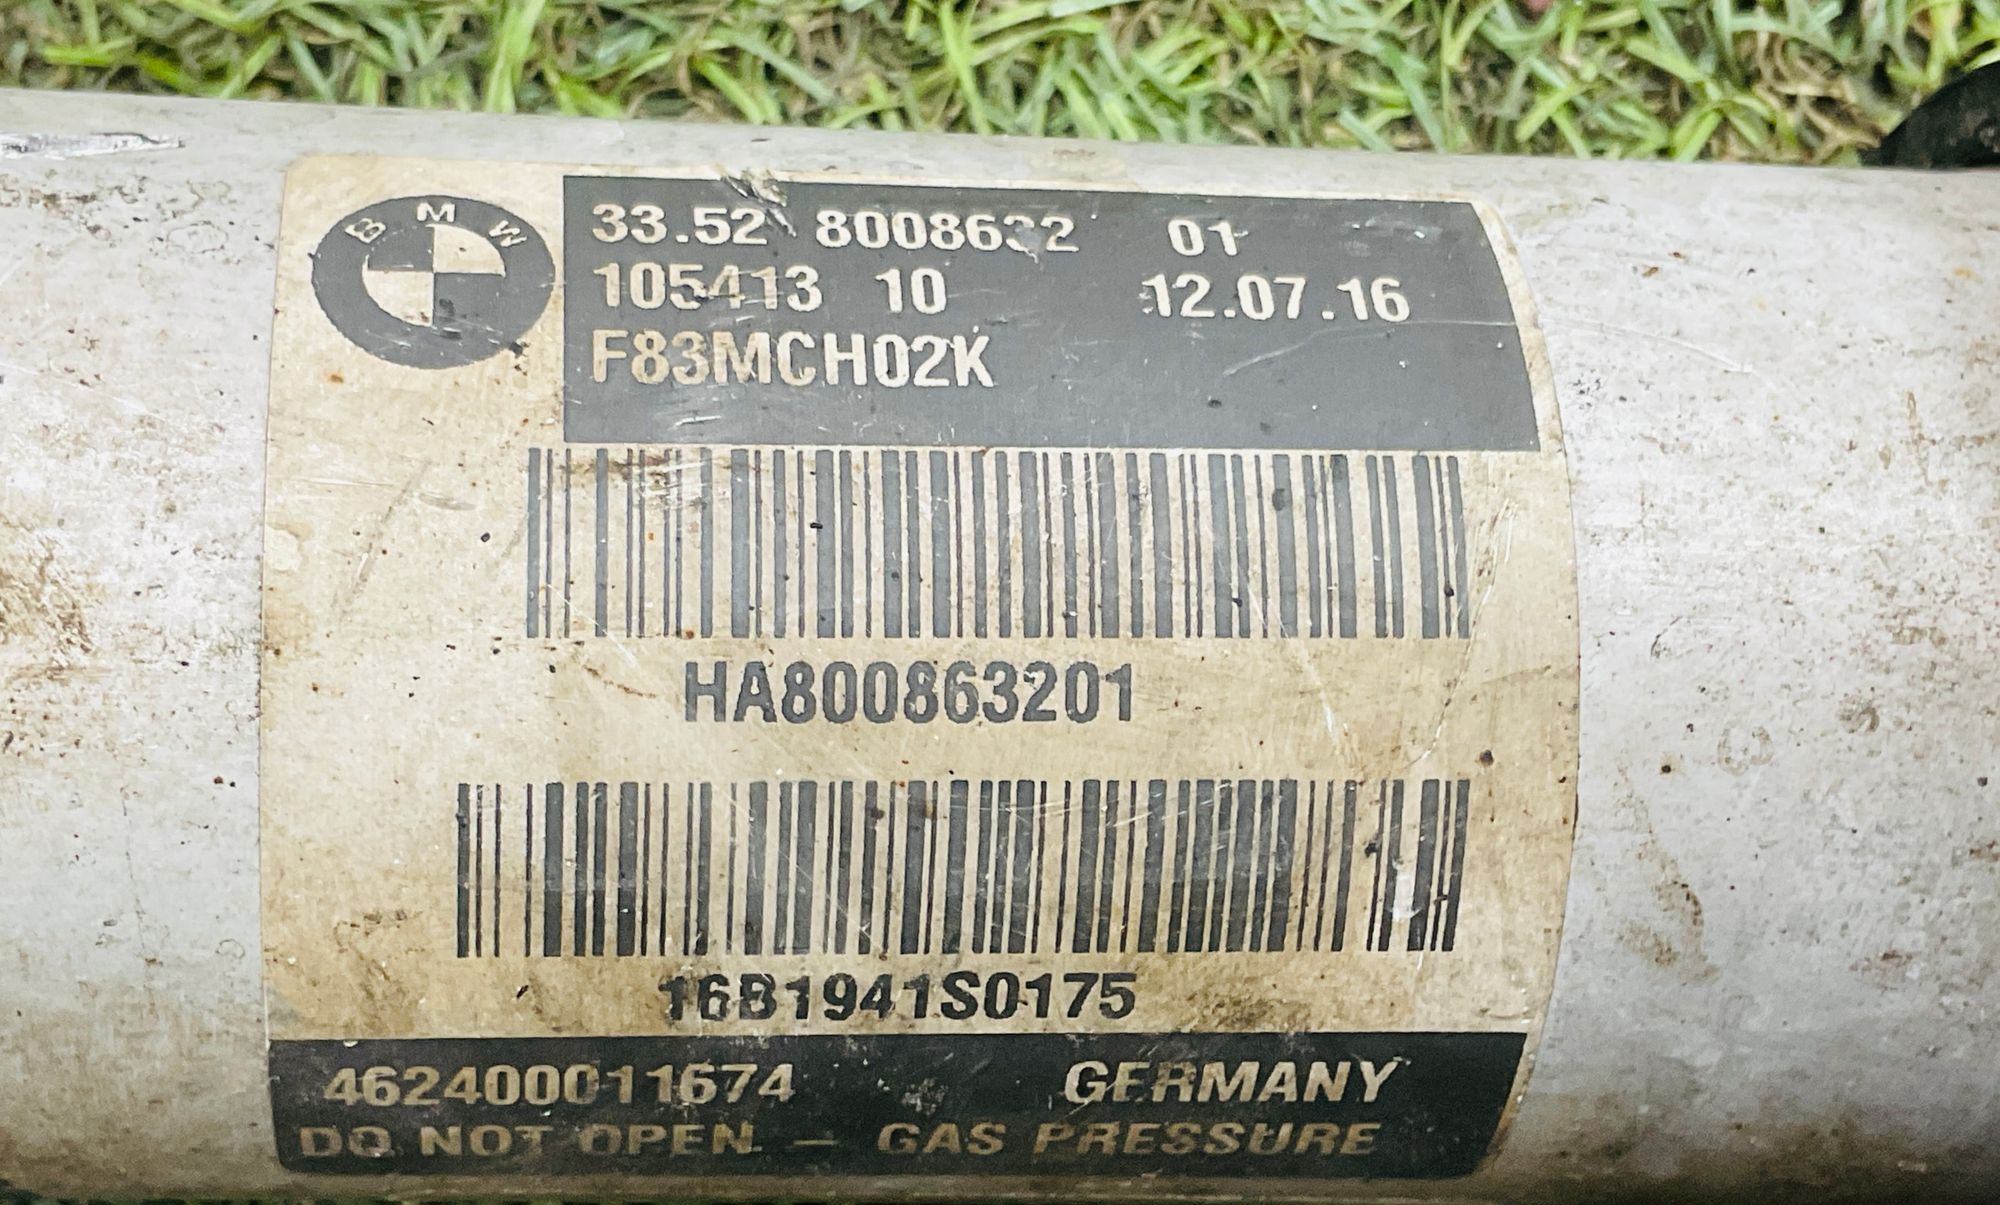 BMW
33.52 8008632 01
105413 10 12.07.16
F83MCH02K
HA800863201
16B1941S0175
462400011674 GERMANY
DO NOT OPEN - GAS PRESSURE